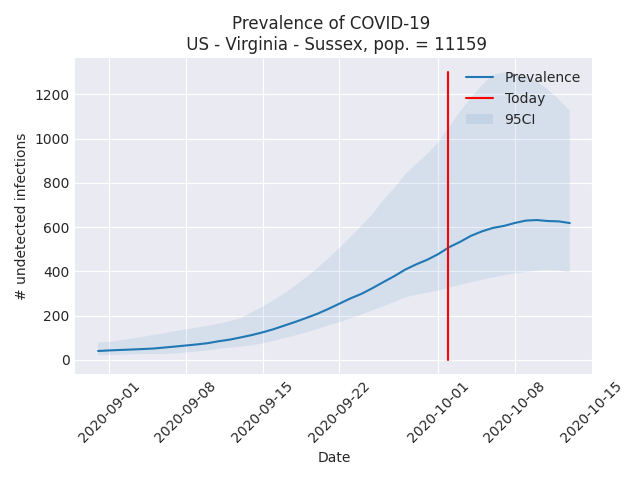 Prevalence of COVID-19
US - Virginia - Sussex, pop. = 11159
Prevalence
Today
95CI
# undetected infections
1200
1000
800
600
400
200
0
2020-09-01
2020-09-08
2020-09-15
2020-09-22
2020-10-01
2020-10-08
2020-10-15
Date